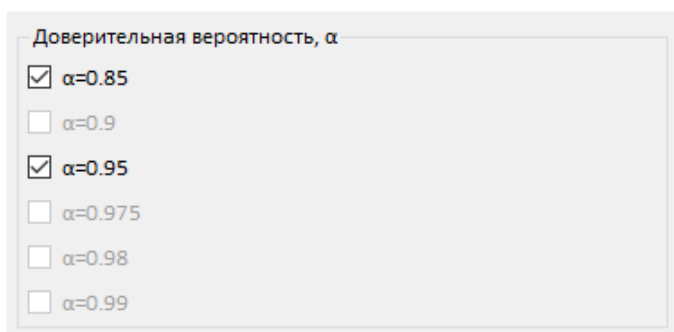 Доверительная вероятность, α
α=0.85
α=0.9
α=0.95
α=0.975
α=0.98
α=0.99